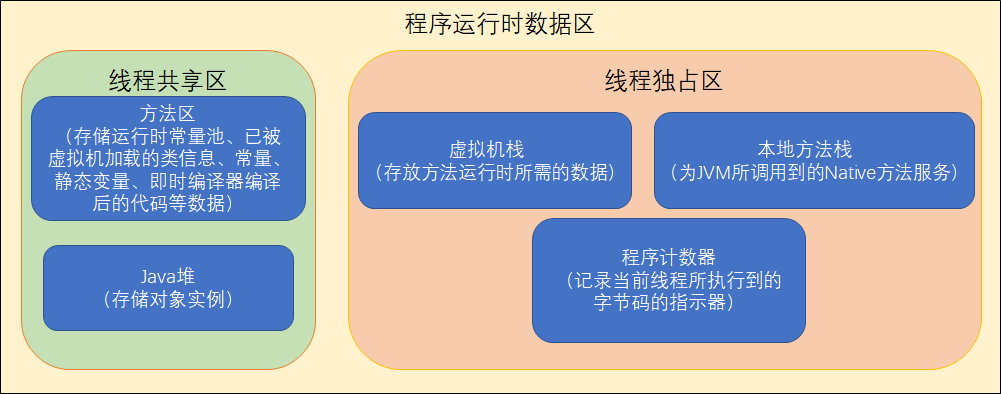 程序运行时数据区
线程共享区
方法区
（存储运行时常量池、已被
虚拟机加载的类信息、常量、
静态变量、即时编译器编译
后的代码等数据）
Java堆
（存储对象实例）
线程独占区
虚拟机栈
（存放方法运行时所需的数据）
本地方法栈
（为JVM所调用到的Native方法服务）
程序计数器
（记录当前线程所执行到的
字节码的指示器）